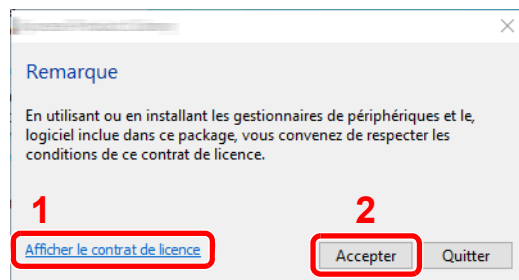 Remarque
En utilisant ou en installant les gestionnaires de périphériques et le,
logiciel inclue dans ce package, vous convenez de respecter les
conditions de ce contrat de licence.
1
2
Afficher le contrat de licence
Accepter
Quitter